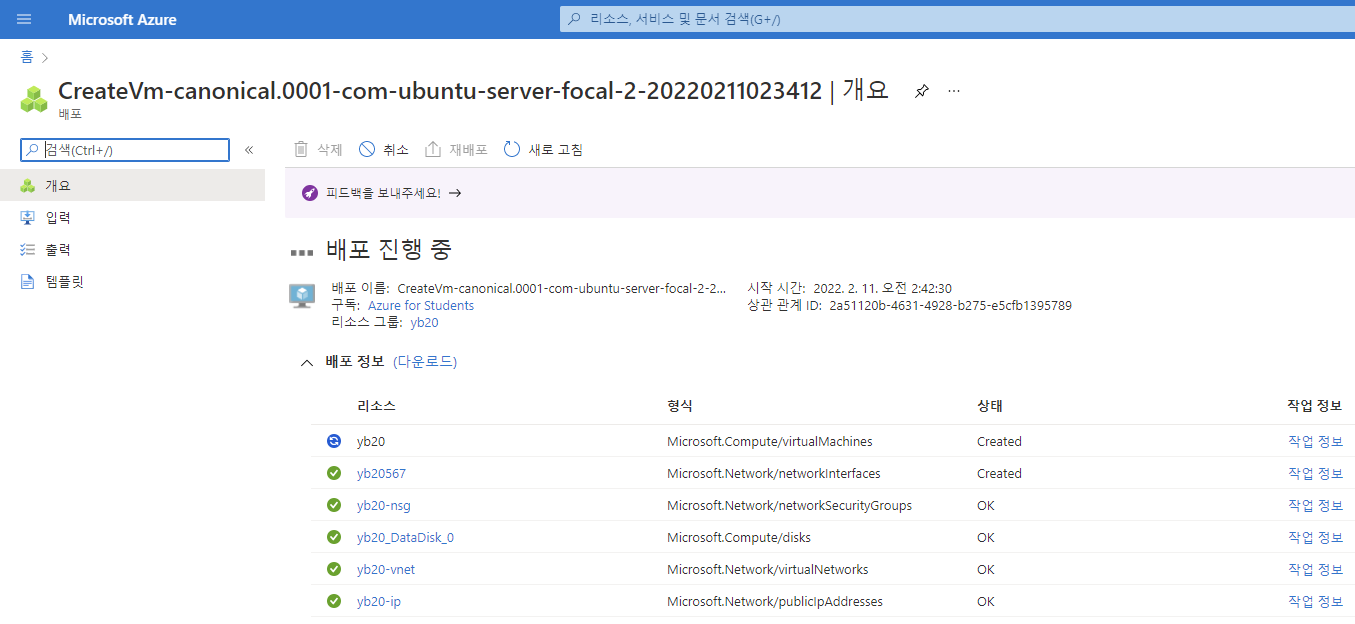 Microsoft Azure
리소스, 서비스 및 문서 검색(G+/)
홈
CreateVm-canonical.0001-com-ubuntu-server-focal-2-20220211023412 | 개요
배포
검색(Ctrl+/)
삭제 취소 재배포 새로 고침
개요
입력
출력
템플릿
피드백을 보내주세요!
배포 진행 중
배포 이름: CreateVm-canonical.0001-com-ubuntu-server-focal-2-2... 시작 시간: 2022. 2. 11. 오전 2:42:30
구독: Azure for Students 상관 관계 ID: 2a51120b-4631-4928-b275-e5cfb1395789
리소스 그룹: yb20
배포 정보 (다운로드)
리소스 형식 상태 작업 정보
yb20 Microsoft.Compute/virtualMachines Created 작업 정보
yb20567 Microsoft.Network/networkInterfaces Created 작업 정보
yb20-nsg Microsoft.Network/networkSecurityGroups OK 작업 정보
yb20_DataDisk_0 Microsoft.Compute/disks OK 작업 정보
yb20-vnet Microsoft.Network/virtualNetworks OK 작업 정보
yb20-ip Microsoft.Network/publicIpAddresses OK 작업 정보